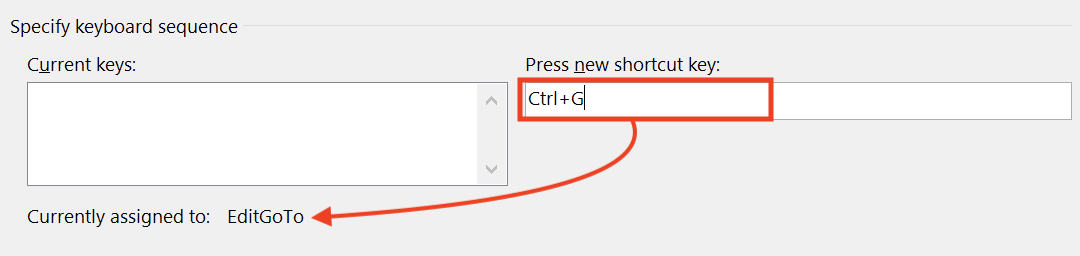 Specify keyboard sequence
Current keys:
Press new shortcut key:
Ctrl+G
Currently assigned to: EditGoTo